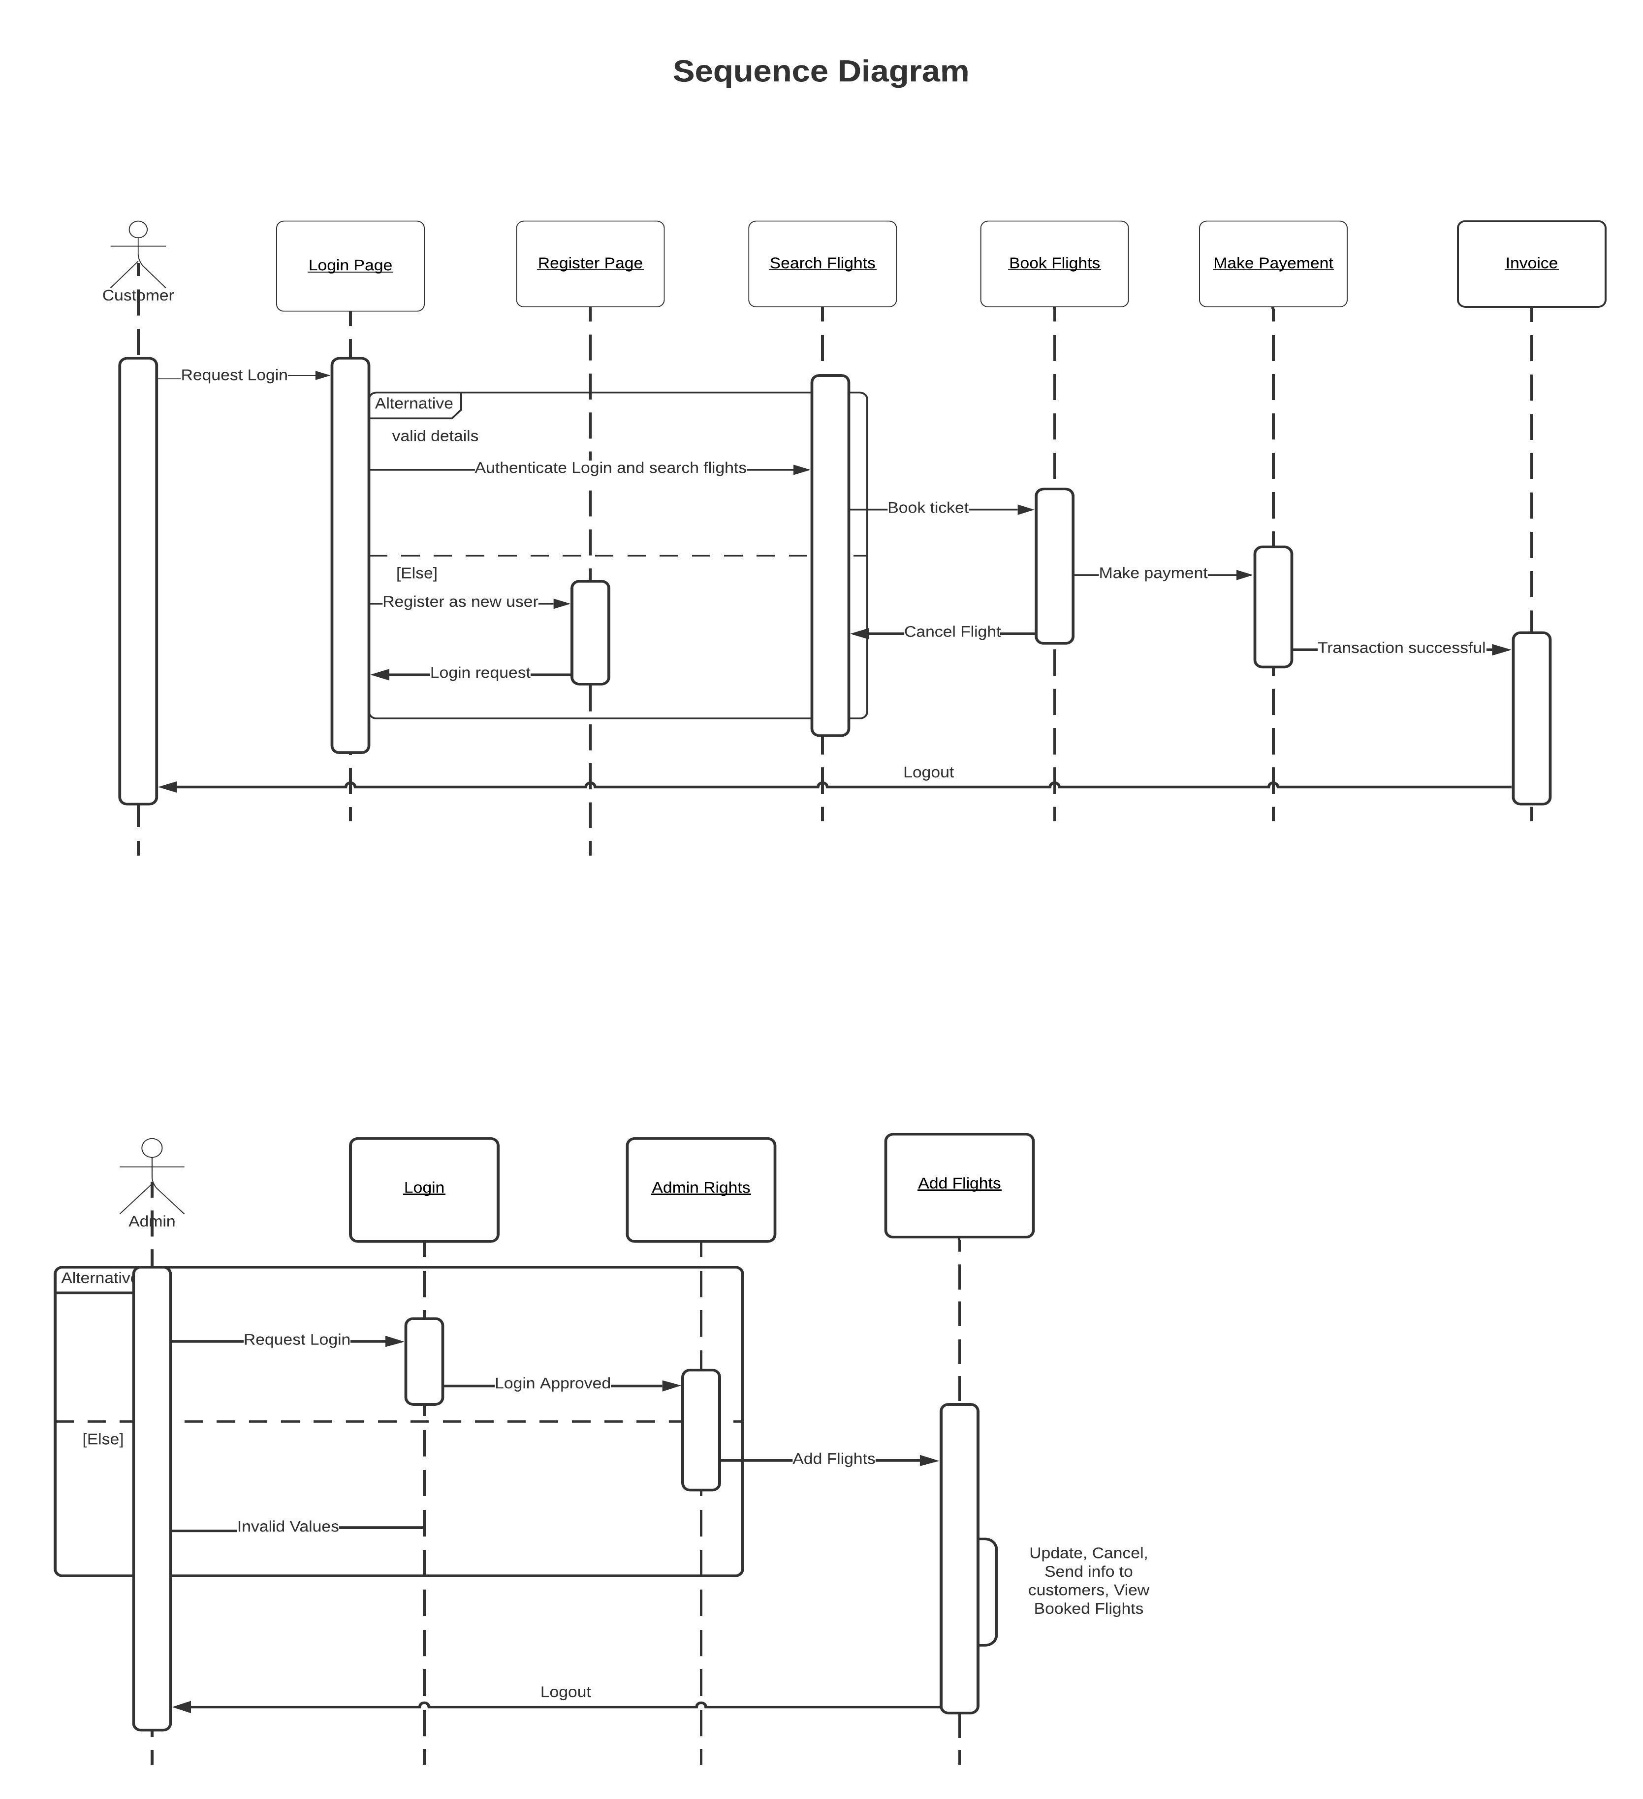 Sequence Diagram
Customer
Login Page
Register Page
Search Flights
Book Flights
Make Payement
Invoice
Request Login
Alternative
valid details
Authenticate Login and search flights
Book ticket
[Else]
Make payment
Register as new user
Cancel Flight
Transaction successful
Login request
Logout
Admin
Login
Admin Rights
Add Flights
Alternative
Request Login
Login Approved
[Else]
Add Flights
Invalid Values
Update, Cancel,
Send info to
customers, View
Booked Flights
Logout